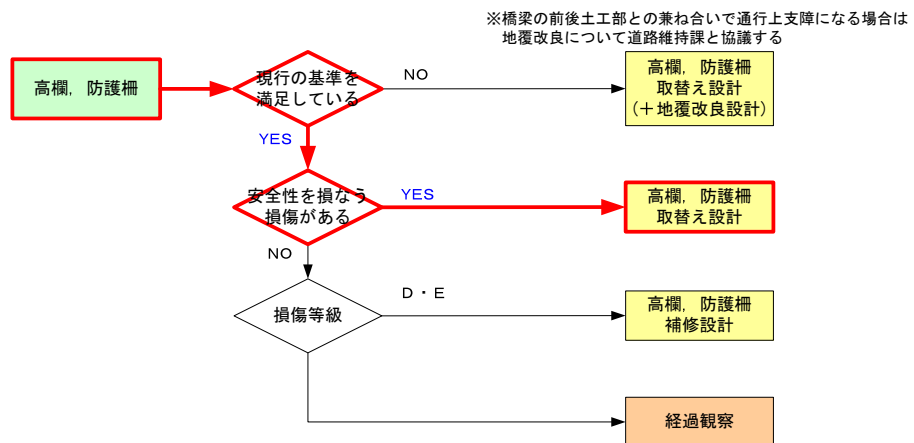 ※橋梁の前後土工部との兼ね合いで通行上支障になる場合は
地覆改良について道路維持課と協議する
高欄，防護柵
現行の基準を
満足している
NO
高欄，防護柵
取替え設計
(＋地覆改良設計)
YES
安全性を損なう
損傷がある
YES
高欄，防護柵
取替え設計
NO
損傷等級
D・E
高欄，防護柵
補修設計
経過観察